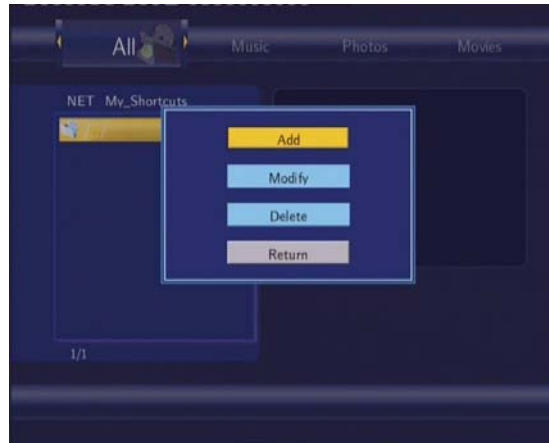 All Music Photos Movies
NET My_Shortcuts
Add
Modify
Delete
Return
1/1